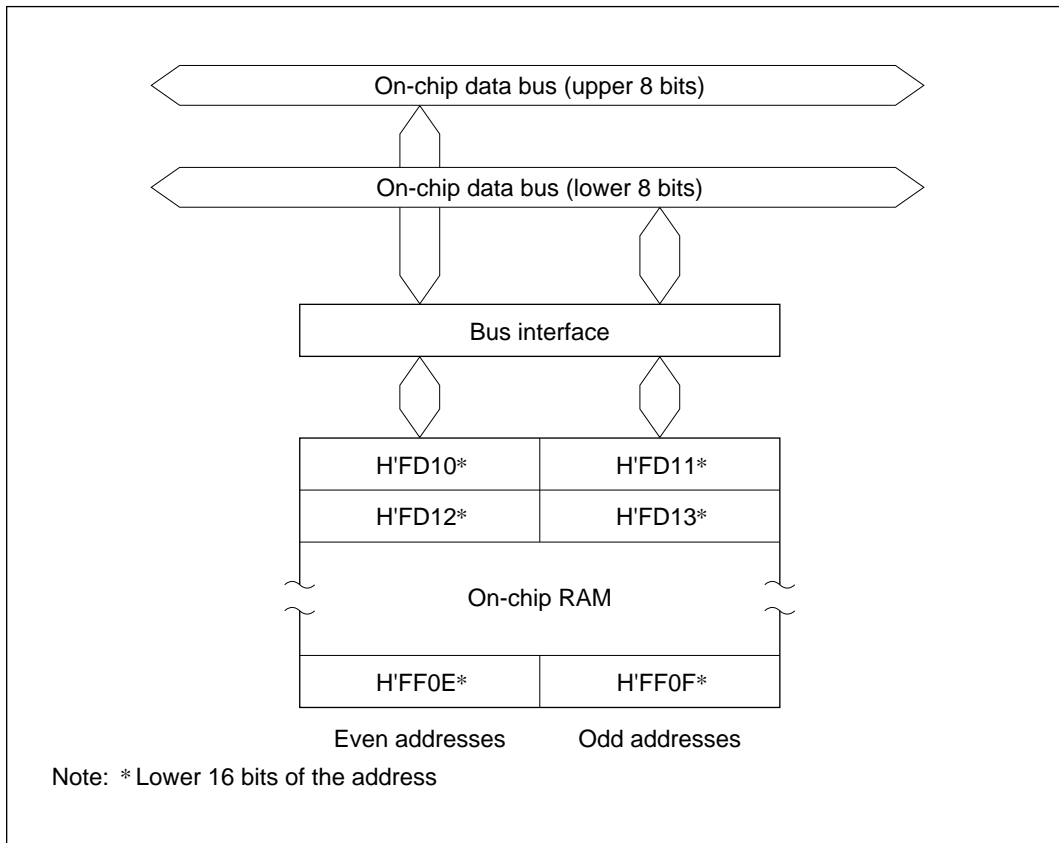 On-chip data bus (upper 8 bits)
On-chip data bus (lower 8 bits)
Bus interface
H'FD10* H'FD11*
H'FD12* H'FD13*
On-chip RAM
H'FF0E* H'FF0F*
Even addresses Odd addresses
Note: * Lower 16 bits of the address